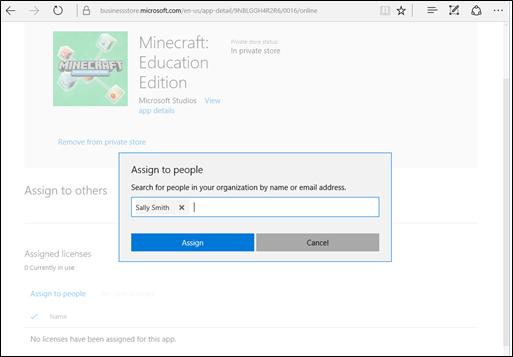 businessstore.microsoft.com/en-us/app-detail/9NBLGGH4R2R6/0016/online
Minecraft:
Education
Edition
Private store status:
In private store
MINECRAFT
Microsoft Studios View
app details
Remove from private store
Assign to people
Search for people in your organization by name or email address.
Sally Smith
Assign Cancel
Assign to others
Assigned licenses
0 Currently in use
Assign to people
Name
No licenses have been assigned for this app.